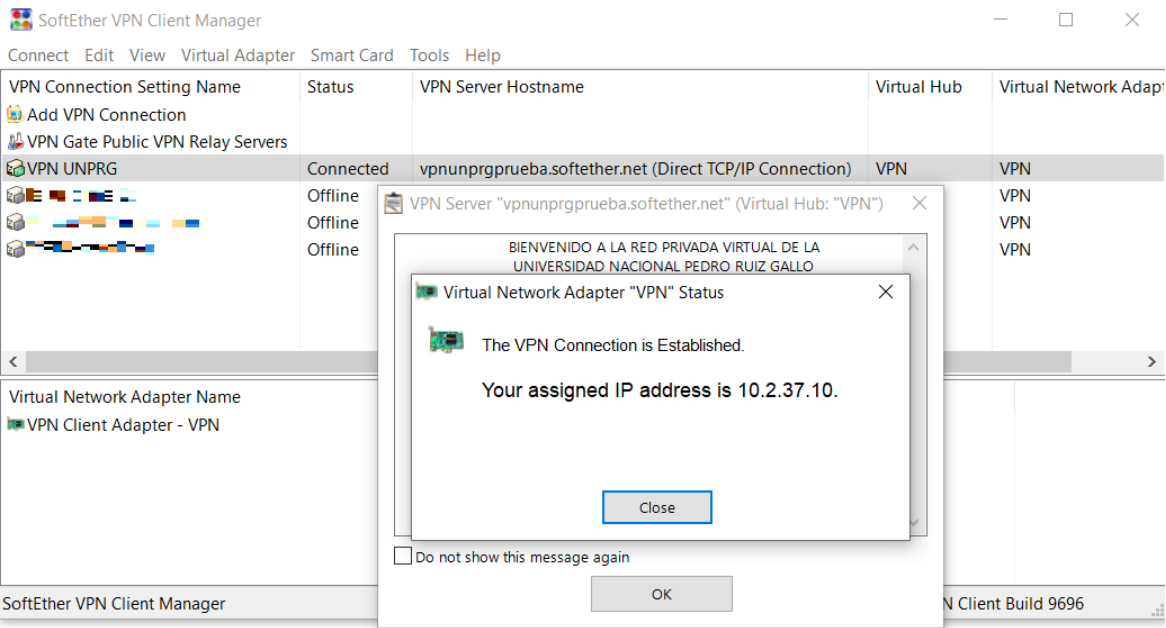 SoftEther VPN Client Manager
Connect Edit View Virtual Adapter Smart Card Tools Help
VPN Connection Setting Name Status VPN Server Hostname Virtual Hub Virtual Network Adapt
Add VPN Connection
VPN Gate Public VPN Relay Servers
VPN UNPRG Connected vpnunprgprueba.softether.net (Direct TCP/IP Connection) VPN VPN
Offline VPN
Offline VPN
Offline VPN
VPN Server "vpnunprgprueba.softether.net" (Virtual Hub: "VPN")
BIENVENIDO A LA RED PRIVADA VIRTUAL DE LA
UNIVERSIDAD NACIONAL PEDRO RUIZ GALLO
Virtual Network Adapter "VPN" Status
The VPN Connection is Established.
Your assigned IP address is 10.2.37.10.
Close
Do not show this message again
OK
Virtual Network Adapter Name
VPN Client Adapter - VPN
SoftEther VPN Client Manager
N Client Build 9696